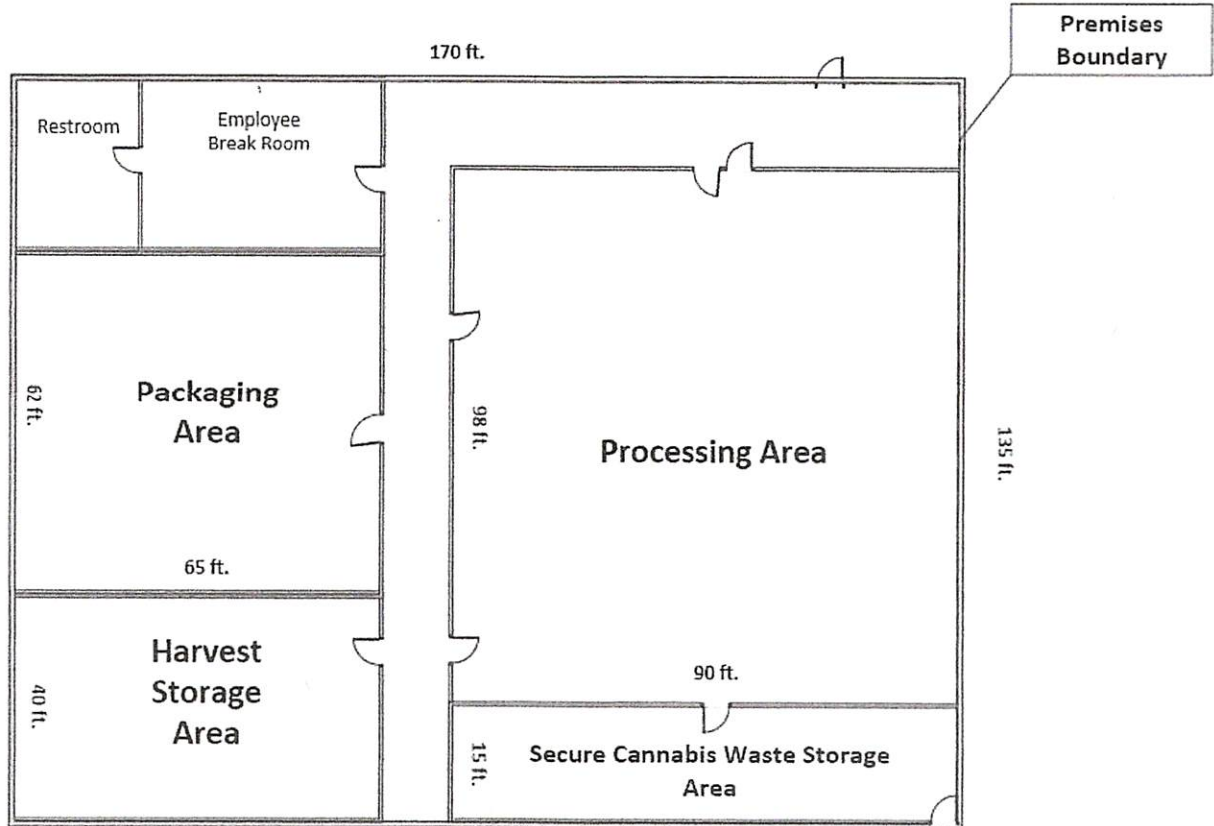 Premises
Boundary
170 ft.
Restroom
Employee
Break Room
Packaging
Area
62 ft.
98 ft.
Processing Area
135 ft.
65 ft.
Harvest
Storage
Area
40 ft.
90 ft.
15 ft.
Secure Cannabis Waste Storage
Area